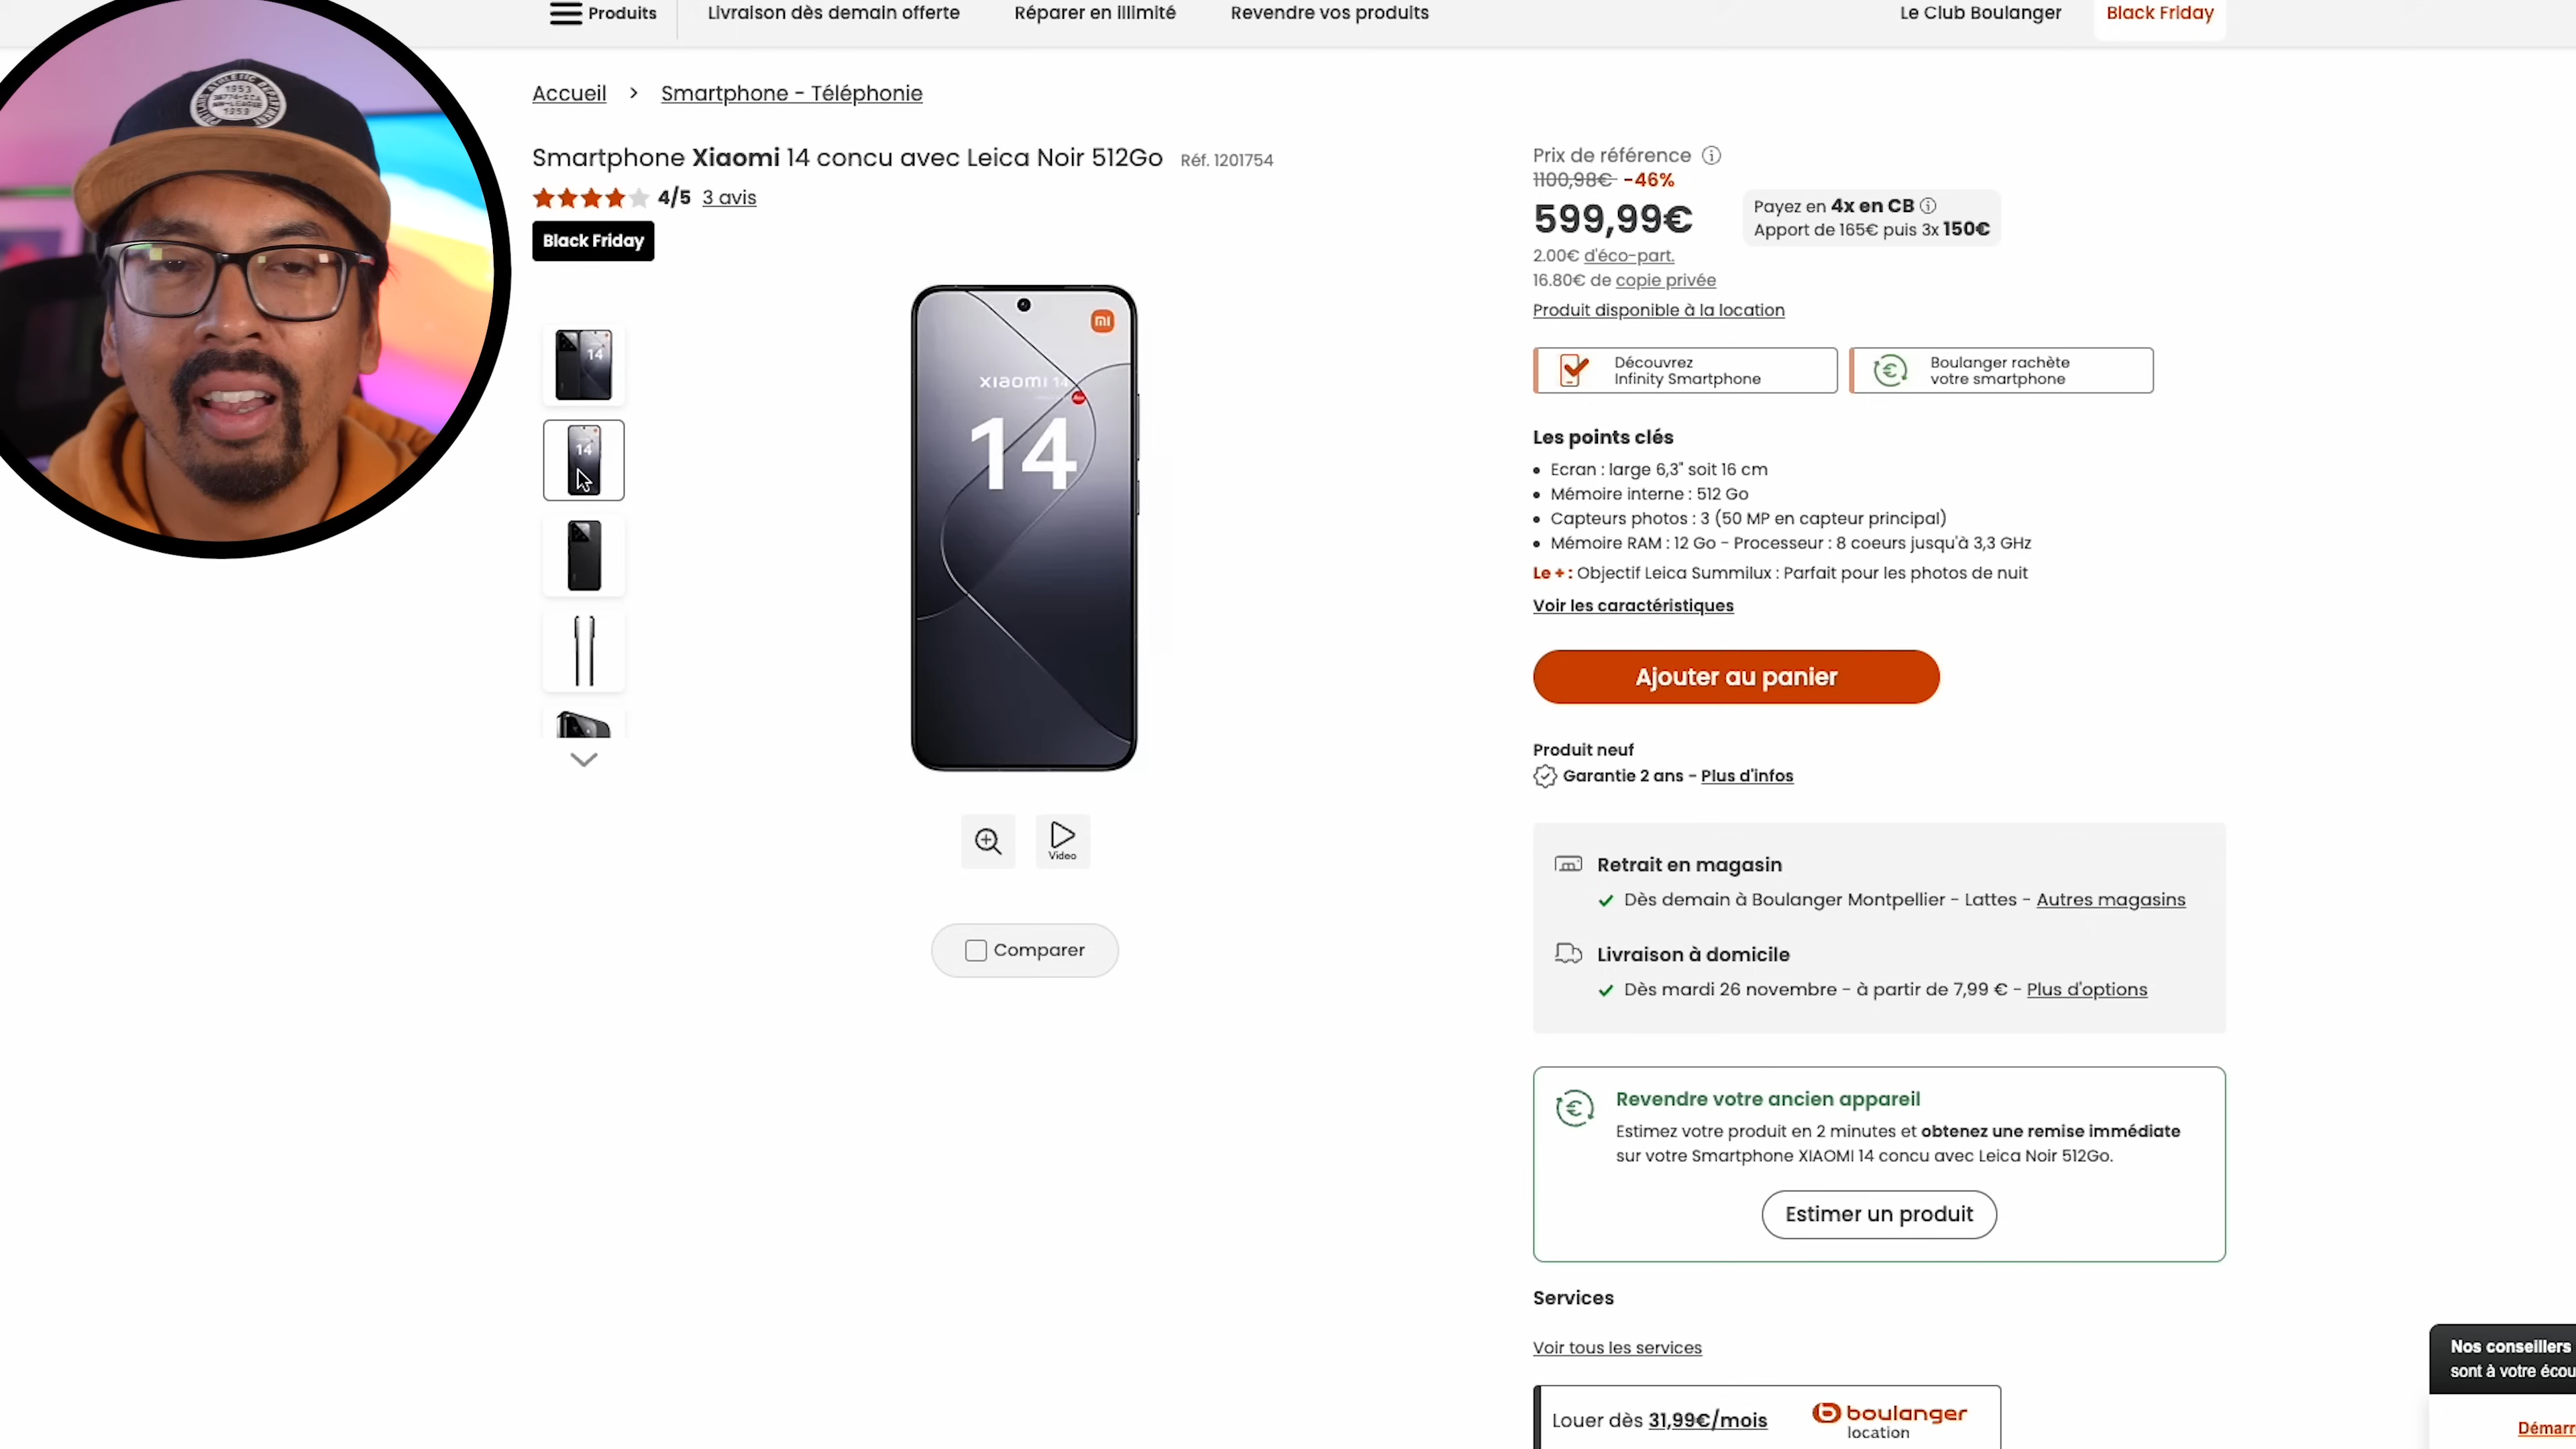 Produits
Livraison dès demain offerte
Réparer en illimité
Revendre vos produits
Le Club Boulanger
Black Friday
Accueil > Smartphone - Téléphonie
Smartphone Xiaomi 14 concu avec Leica Noir 512Go Réf. 1201754
4/5 3 avis
Black Friday
1953
1959
14
14
xiaomi 14
14
Video
Comparer
Prix de référence
1100,98€ -46%
599,99€
Payez en 4x en CB
Apport de 165€ puis 3x 150€
2.00€ d'éco-part.
16.80€ de copie privée
Produit disponible à la location
Découvrez
Infinity Smartphone
Boulanger rachète
votre smartphone
Les points clés
• Ecran : large 6,3" soit 16 cm
• Mémoire interne : 512 Go
• Capteurs photos : 3 (50 MP en capteur principal)
• Mémoire RAM : 12 Go - Processeur : 8 coeurs jusqu'à 3,3 GHz
Le + : Objectif Leica Summilux : Parfait pour les photos de nuit
Voir les caractéristiques
Ajouter au panier
Produit neuf
Garantie 2 ans - Plus d'infos
Retrait en magasin
Dès demain à Boulanger Montpellier - Lattes - Autres magasins
Livraison à domicile
Dès mardi 26 novembre - à partir de 7,99 € - Plus d'options
Revendre votre ancien appareil
Estimez votre produit en 2 minutes et obtenez une remise immédiate
sur votre Smartphone XIAOMI 14 concu avec Leica Noir 512Go.
Estimer un produit
Services
Voir tous les services
Louer dès 31,99€/mois
boulanger
location
Nos conseillers
sont à votre écou
Démarr